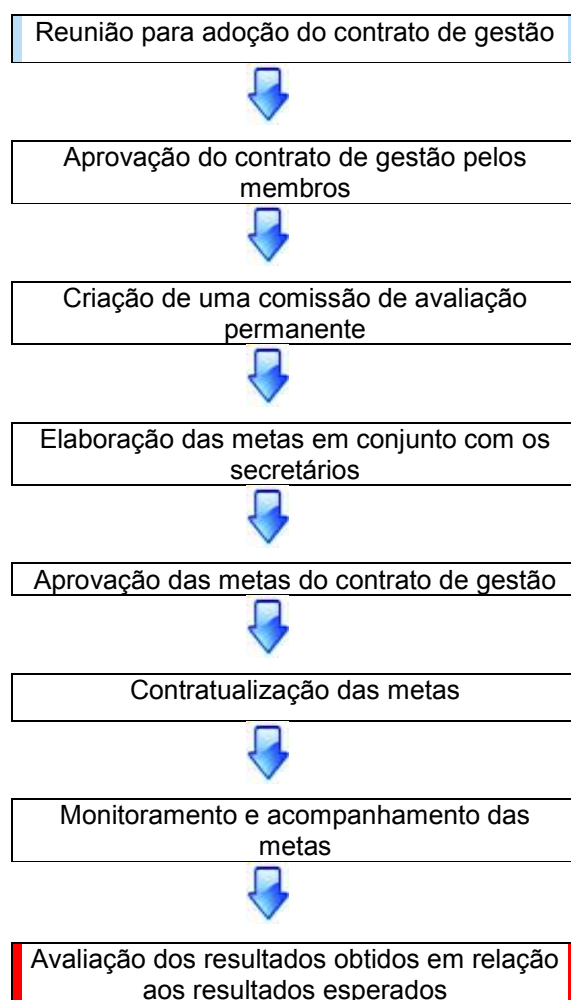 Reunião para adoção do contrato de gestão
Aprovação do contrato de gestão pelos
membros
Criação de uma comissão de avaliação
permanente
Elaboração das metas em conjunto com os
secretários
Aprovação das metas do contrato de gestão
Contratualização das metas
Monitoramento e acompanhamento das
metas
Avaliação dos resultados obtidos em relação
aos resultados esperados